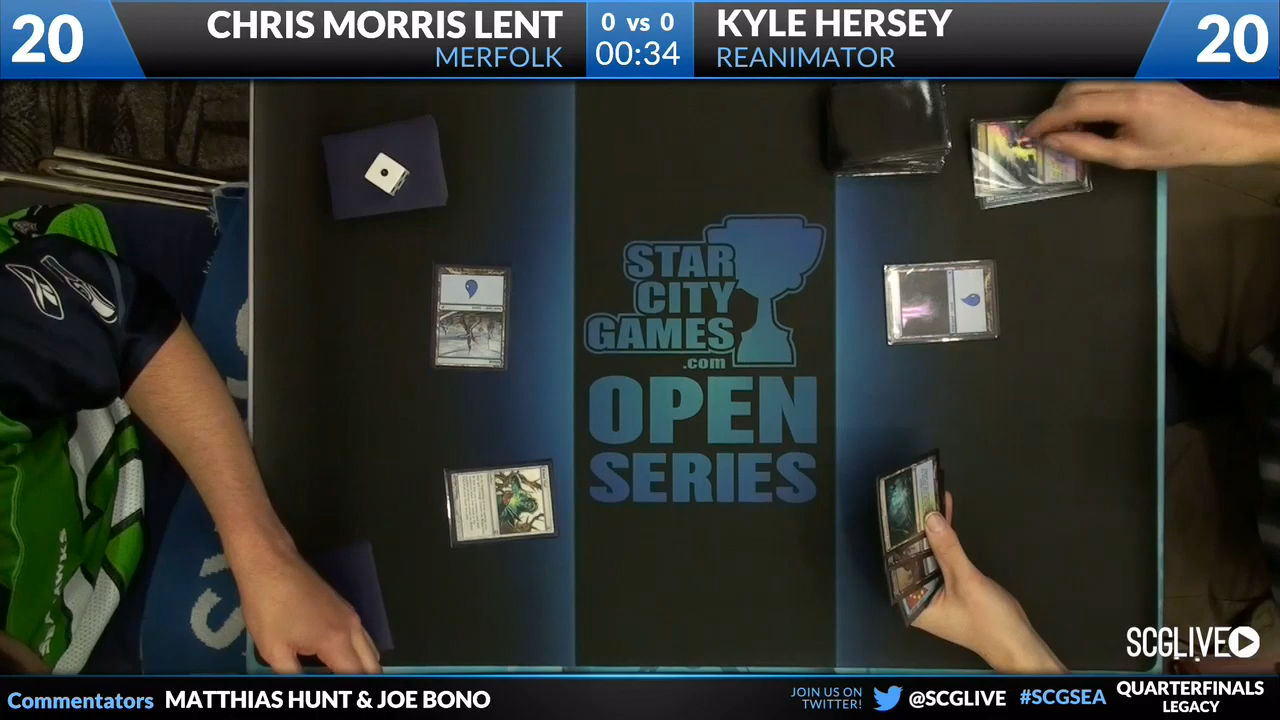 20
CHRIS MORRIS LENT
MERFOLK
0 vs 0
00:34
KYLE HERSEY
REANIMATOR
20
STAR
CITY
GAMES
.com
OPEN
SERIES
SEAHAWKS
SCGLIVE
Commentators MATTHIAS HUNT & JOE BONO
JOIN US ON
TWITTER!
@SCGLIVE
#SCGSEA
QUARTERFINALS
LEGACY